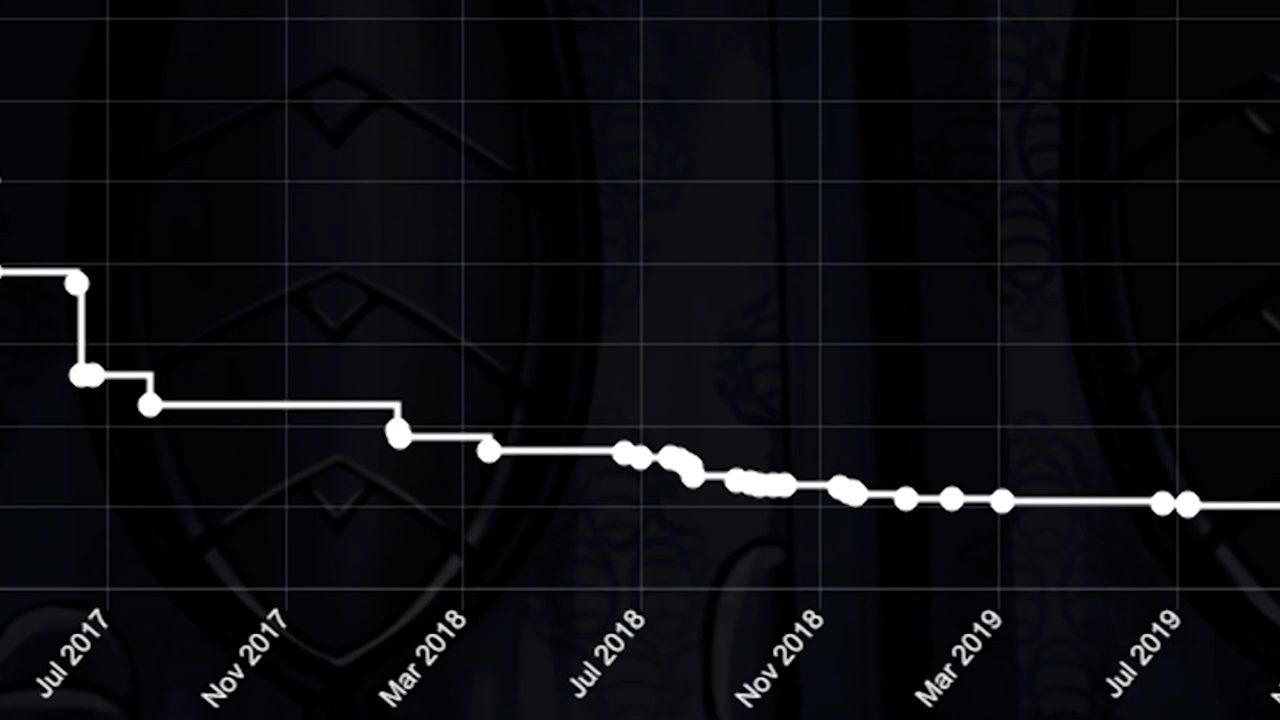 Jul 2017
Nov 2017
Mar 2018
Jul 2018
Nov 2018
Mar 2019
Jul 2019